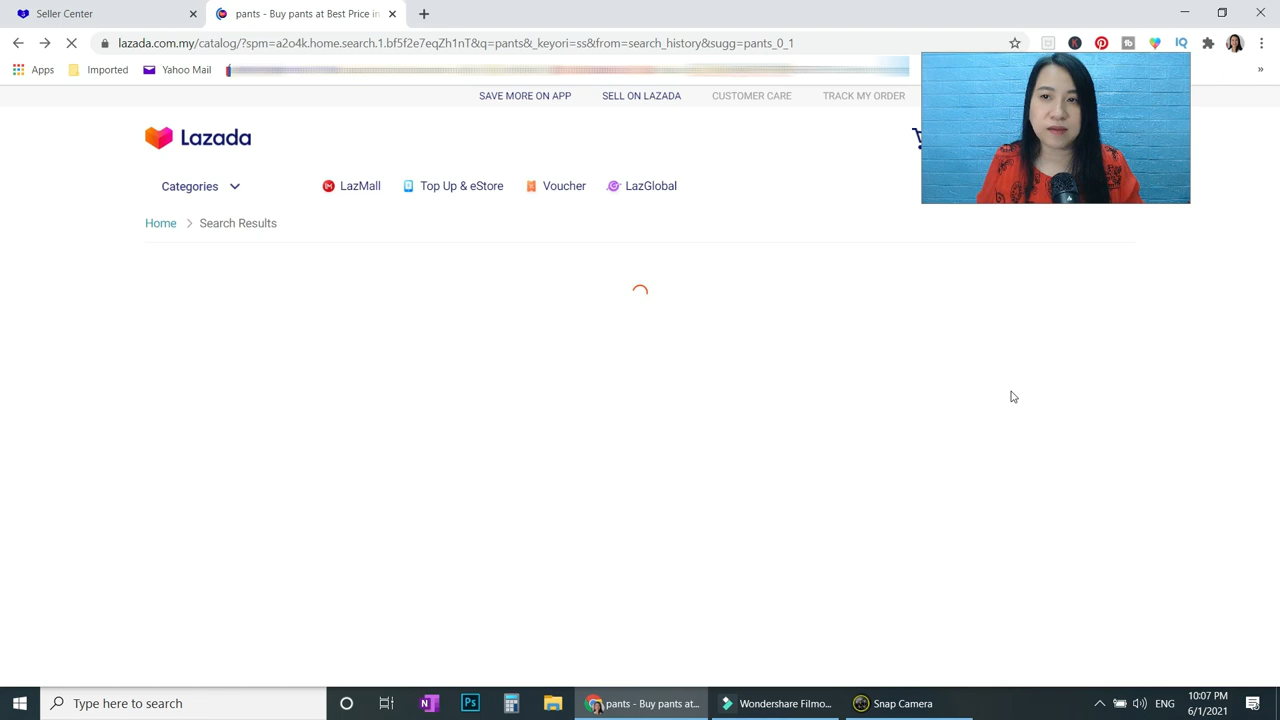 Seller Center
pants - Buy pants at Best Price in
lazada.com.my/catalog/?spm=a2o4k.home.search.1.bf5f2e7eqZhmnT&q=pants&_keyori=ss&from=search_history&sugg=pants_0_1
Apps
Imported
Yahoo Mail
SAVE MORE ON APP
SELL ON LAZADA
CUSTOMER CARE
TRACK MY ORDER
Lazada
Categories
LazMall
Top Up & eStore
Voucher
LazGlobal
Home
Search Results
Type here to search
pants - Buy pants at...
Wondershare Filmo...
Snap Camera
ENG
10:07 PM
6/1/2021